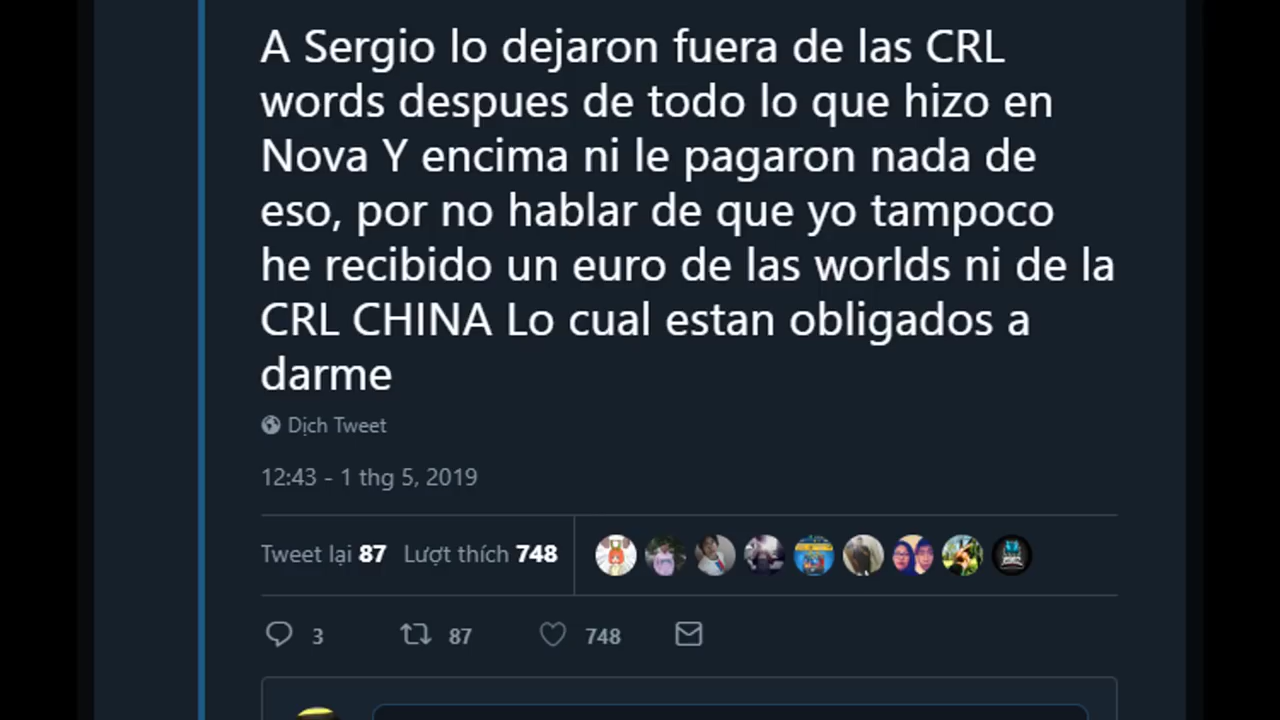 A Sergio lo dejaron fuera de las CRL
words despues de todo lo que hizo en
Nova Y encima ni le pagaron nada de
eso, por no hablar de que yo tampoco
he recibido un euro de las worlds ni de la
CRL CHINA Lo cual estan obligados a
darme
Dịch Tweet
12:43 - 1 thg 5, 2019
Tweet lại 87 Lượt thích 748
3 87 748